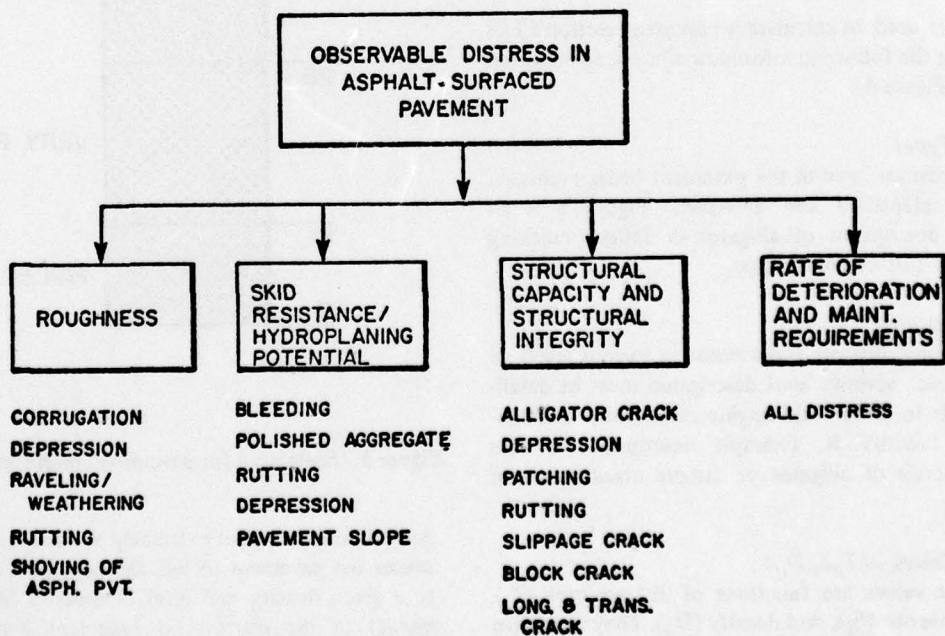 OBSERVABLE DISTRESS IN
ASPHALT-SURFACED
PAVEMENT
ROUGHNESS
CORRUGATION
DEPRESSION
RAVELING/
WEATHERING
RUTTING
SHOVING OF
ASPH. PVT.
SKID
RESISTANCE/
HYDROPLANING
POTENTIAL
BLEEDING
POLISHED AGGREGATE
RUTTING
DEPRESSION
PAVEMENT SLOPE
STRUCTURAL
CAPACITY AND
STRUCTURAL
INTEGRITY
ALLIGATOR CRACK
DEPRESSION
PATCHING
RUTTING
SLIPPAGE CRACK
BLOCK CRACK
LONG. & TRANS.
CRACK
RATE OF
DETERIORATION
AND MAINT.
REQUIREMENTS
ALL DISTRESS